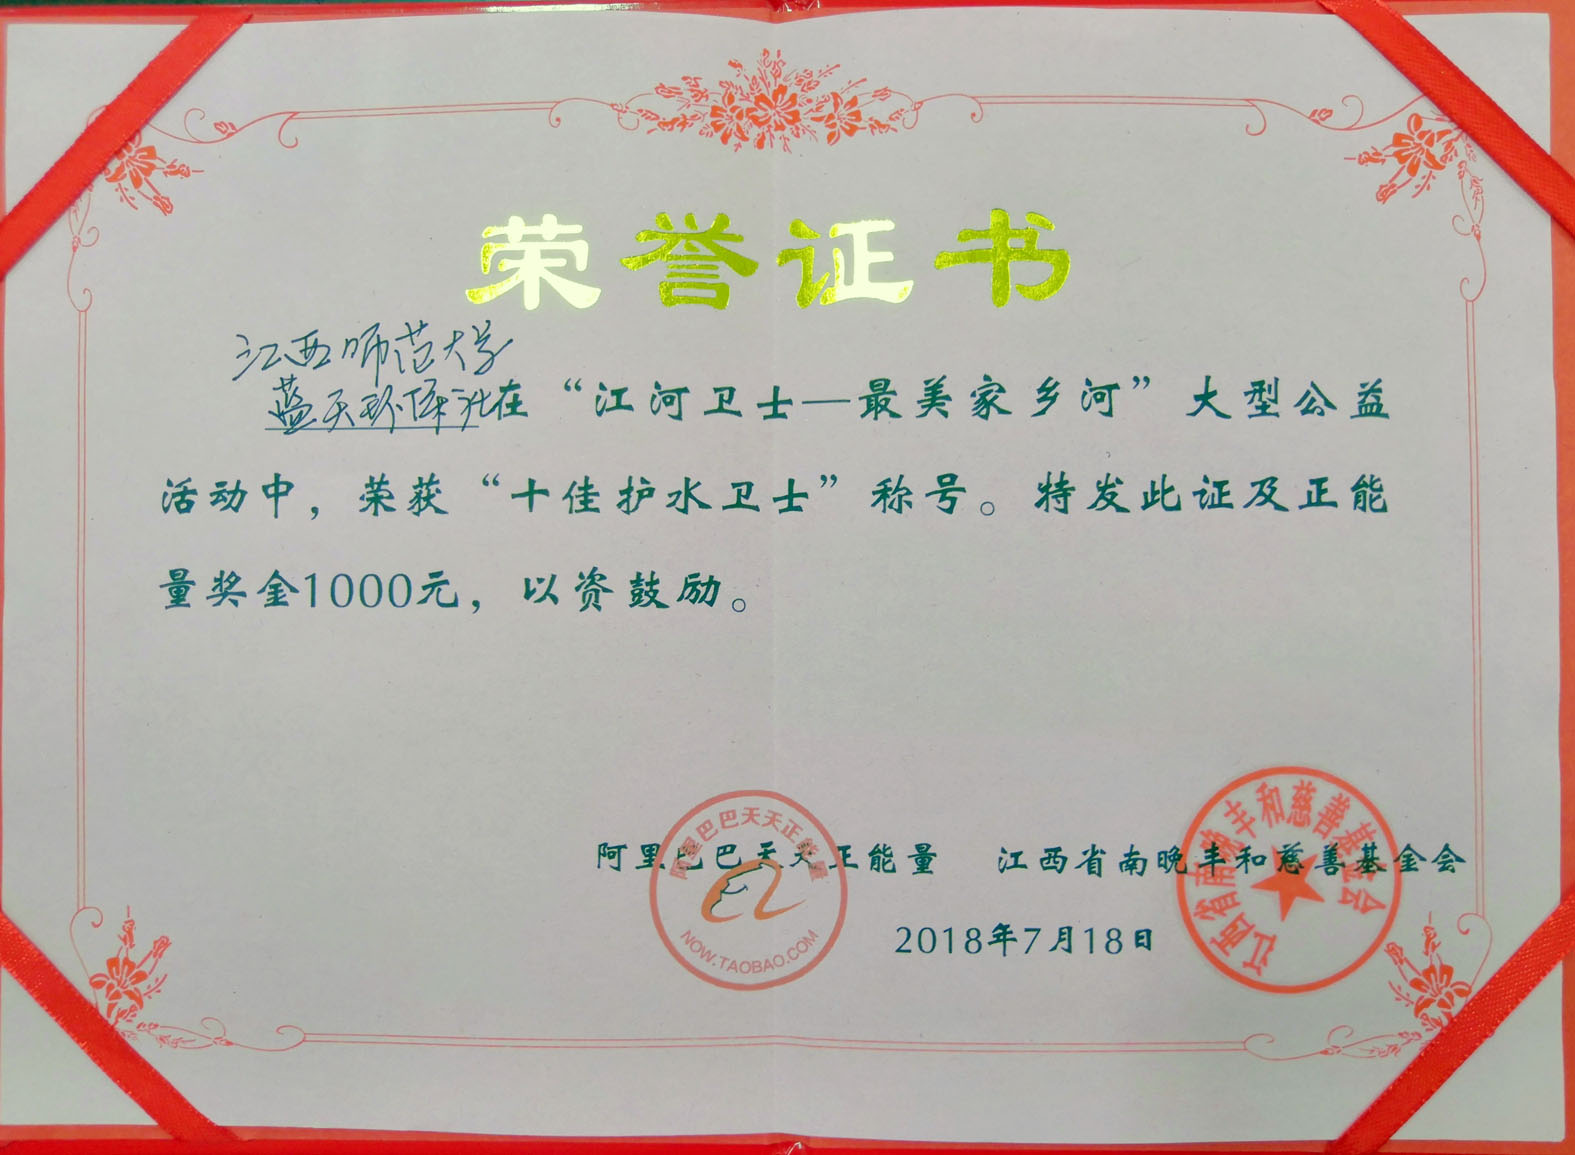 荣誉证书
江西师范大学
蓝天环保社在“江河卫士—最美家乡河”大型公益
活动中，荣获“十佳护水卫士”称号。特发此证及正能
量奖金1000元，以资鼓励。
阿里巴巴天天正能量 江西省南晚丰和慈善基金会
2018年7月18日
阿里巴巴天天正能量
NOW.TAOBAO.COM
江西省南晚丰和慈善基金会